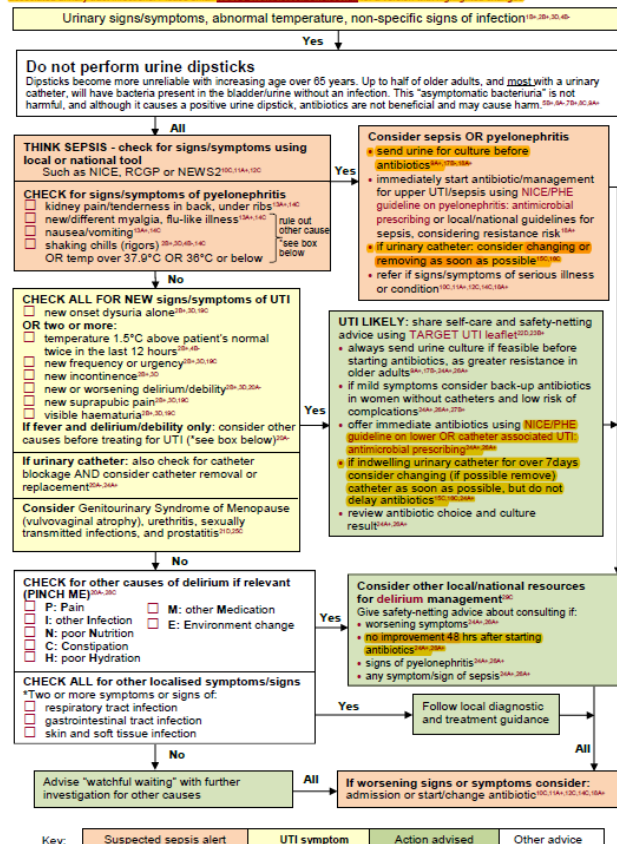 Urinary signs/symptoms, abnormal temperature, non-specific signs of infection
Yes
Do not perform urine dipsticks
Dipsticks become more unreliable with increasing age over 65 years. Up to half of older adults, and most with a urinary
catheter, will have bacteria present in the bladder/urine without an infection. This "asymptomatic bacteriuria" is not
harmful, and although it causes a positive urine dipstick, antibiotics are not beneficial and may cause harm.
All
THINK SEPSIS - check for signs/symptoms using
local or national tool
Such as NICE, RCGP or NEWS2
CHECK for signs/symptoms of pyelonephritis
kidney pain/tenderness in back, under ribs
new/different myalgia, flu-like illness
nausea/vomiting
shaking chills (rigors)
OR temp over 37.9°C OR 36°C or below
rule out
other cause
*see box
below
Yes
Consider sepsis OR pyelonephritis
• send urine for culture before
antibiotics
• immediately start antibiotic/management
for upper UTI/sepsis using NICE/PHE
guideline on pyelonephritis: antimicrobial
prescribing or local/national guidelines for
sepsis, considering resistance risk
• if urinary catheter: consider changing or
removing as soon as possible
• refer if signs/symptoms of serious illness
or condition
No
CHECK ALL FOR NEW signs/symptoms of UTI
new onset dysuria alone
OR two or more:
temperature 1.5°C above patient's normal
twice in the last 12 hours
new frequency or urgency
new incontinence
new or worsening delirium/debility
new suprapubic pain
visible haematuria
If fever and delirium/debility only: consider other
causes before treating for UTI (*see box below)
If urinary catheter: also check for catheter
blockage AND consider catheter removal or
replacement
Consider Genitourinary Syndrome of Menopause
(vulvovaginal atrophy), urethritis, sexually
transmitted infections, and prostatitis
Yes
UTI LIKELY: share self-care and safety-netting
advice using TARGET UTI leaflet
• always send urine culture if feasible before
starting antibiotics, as greater resistance in
older adults
• if mild symptoms consider back-up antibiotics
in women without catheters and low risk of
complcations
• offer immediate antibiotics using NICE/PHE
guideline on lower OR catheter associated UTI:
antimicrobial prescribing
• if indwelling urinary catheter for over 7days
consider changing (if possible remove)
catheter as soon as possible, but do not
delay antibiotics
• review antibiotic choice and culture
result
No
CHECK for other causes of delirium if relevant
(PINCH ME)
P: Pain
I: other Infection
N: poor Nutrition
C: Constipation
H: poor Hydration
M: other Medication
E: Environment change
Yes
Consider other local/national resources
for delirium management
Give safety-netting advice about consulting if:
• worsening symptoms
• no improvement 48 hrs after starting
antibiotics
• signs of pyelonephritis
• any symptom/sign of sepsis
CHECK ALL for other localised symptoms/signs
*Two or more symptoms or signs of:
respiratory tract infection
gastrointestinal tract infection
skin and soft tissue infection
Yes
Follow local diagnostic
and treatment guidance
No
All
Advise "watchful waiting" with further
investigation for other causes
All
If worsening signs or symptoms consider:
admission or start/change antibiotic
Key:
Suspected sepsis alert
UTI symptom
Action advised
Other advice